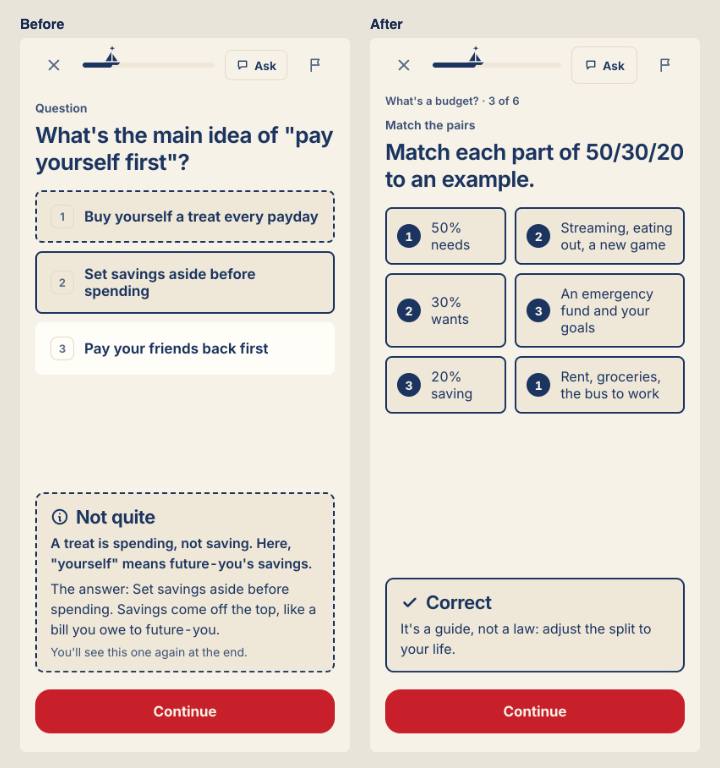 Before
Ask
Question
What's the main idea of "pay
yourself first"?
1 Buy yourself a treat every payday
2 Set savings aside before
spending
3 Pay your friends back first
Not quite
A treat is spending, not saving. Here,
"yourself" means future-you's savings.
The answer: Set savings aside before
spending. Savings come off the top, like a
bill you owe to future-you.
You'll see this one again at the end.
Continue
After
Ask
What's a budget? · 3 of 6
Match the pairs
Match each part of 50/30/20
to an example.
1 50%
needs
2 Streaming, eating
out, a new game
2 30%
wants
3 An emergency
fund and your
goals
3 20%
saving
1 Rent, groceries,
the bus to work
Correct
It's a guide, not a law: adjust the split to
your life.
Continue